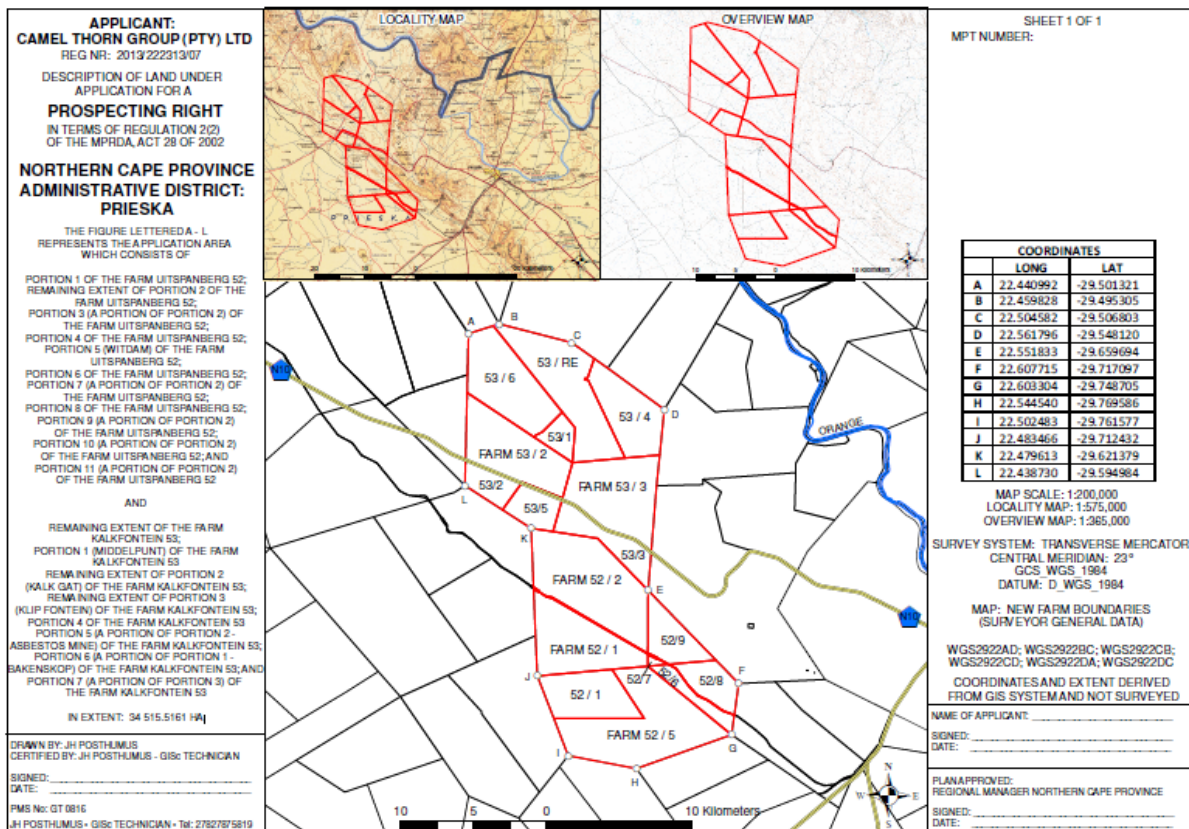 APPLICANT:
CAMEL THORN GROUP (PTY) LTD
REG NR: 2013/222313/07
DESCRIPTION OF LAND UNDER
APPLICATION FOR A
PROSPECTING RIGHT
IN TERMS OF REGULATION 2(2)
OF THE MPRDA, ACT 28 OF 2002
NORTHERN CAPE PROVINCE
ADMINISTRATIVE DISTRICT:
PRIESKA
THE FIGURE LETTERED A - L
REPRESENTS THE APPLICATION AREA
WHICH CONSISTS OF
PORTION 1 OF THE FARM UITSPANBERG 52;
REMAINING EXTENT OF PORTION 2 OF THE
FARM UITSPANBERG 52;
PORTION 3 (A PORTION OF PORTION 2) OF
THE FARM UITSPANBERG 52;
PORTION 4 OF THE FARM UITSPANBERG 52;
PORTION 5 (WITDAM) OF THE FARM
UITSPANBERG 52;
PORTION 6 OF THE FARM UITSPANBERG 52;
PORTION 7 (A PORTION OF PORTION 2) OF
THE FARM UITSPANBERG 52;
PORTION 8 OF THE FARM UITSPANBERG 52;
PORTION 9 (A PORTION OF PORTION 2)
OF THE FARM UITSPANBERG 52;
PORTION 10 (A PORTION OF PORTION 2)
OF THE FARM UITSPANBERG 52; AND
PORTION 11 (A PORTION OF PORTION 2)
OF THE FARM UITSPANBERG 52
AND
REMAINING EXTENT OF THE FARM
KALKFONTEIN 53;
PORTION 1 (MIDDELPUNT) OF THE FARM
KALKFONTEIN 53
REMAINING EXTENT OF PORTION 2
(KALK GAT) OF THE FARM KALKFONTEIN 53;
REMAINING EXTENT OF PORTION 3
(KLIP FONTEIN) OF THE FARM KALKFONTEIN 53;
PORTION 4 OF THE FARM KALKFONTEIN 53
PORTION 5 (A PORTION OF PORTION 2 -
ASBESTOS MINE) OF THE FARM KALKFONTEIN 53;
PORTION 6 (A PORTION OF PORTION 1 -
BAKENSKOP) OF THE FARM KALKFONTEIN 53; AND
PORTION 7 (A PORTION OF PORTION 3) OF
THE FARM KALKFONTEIN 53
IN EXTENT: 34 515.5161 HA
DRAWN BY: JH POSTHUMUS
CERTIFIED BY: JH POSTHUMUS - GISc TECHNICIAN
SIGNED:
DATE:
PMS No: GT 0816
JH POSTHUMUS - GISc TECHNICIAN - Tel: 27827875819
LOCALITY MAP
PRIESKA
20 10 0 20 Kilometers
OVERVIEW MAP
10 5 0 10 Kilometers
A
B
C
53 / RE
53 / 6
53 / 4
D
N10
ORANGE
53/1
FARM 53 / 2
53/2
FARM 53 / 3
L
53/5
K
53/3
FARM 52 / 2
E
N10
52/9
FARM 52 / 1
J
52/7
52/6
52/8
F
52 / 1
FARM 52 / 5
G
I
H
N
W E
S
10 5 0 10 Kilometers
SHEET 1 OF 1
MPT NUMBER:
COORDINATES
LONG LAT
A 22.440992 -29.501321
B 22.459828 -29.495305
C 22.504582 -29.506803
D 22.561796 -29.548120
E 22.551833 -29.659694
F 22.607715 -29.717097
G 22.603304 -29.748705
H 22.544540 -29.769586
I 22.502483 -29.761577
J 22.483466 -29.712432
K 22.479613 -29.621379
L 22.438730 -29.594984
MAP SCALE: 1:200,000
LOCALITY MAP: 1:575,000
OVERVIEW MAP: 1:365,000
SURVEY SYSTEM: TRANSVERSE MERCATOR
CENTRAL MERIDIAN: 23°
GCS_WGS_1984
DATUM: D_WGS_1984
MAP: NEW FARM BOUNDARIES
(SURVEYOR GENERAL DATA)
WGS2922AD; WGS2922BC; WGS2922CB;
WGS2922CD; WGS2922DA; WGS2922DC
COORDINATES AND EXTENT DERIVED
FROM GIS SYSTEM AND NOT SURVEYED
NAME OF APPLICANT:
SIGNED:
DATE:
PLAN APPROVED:
REGIONAL MANAGER NORTHERN CAPE PROVINCE
SIGNED:
DATE: